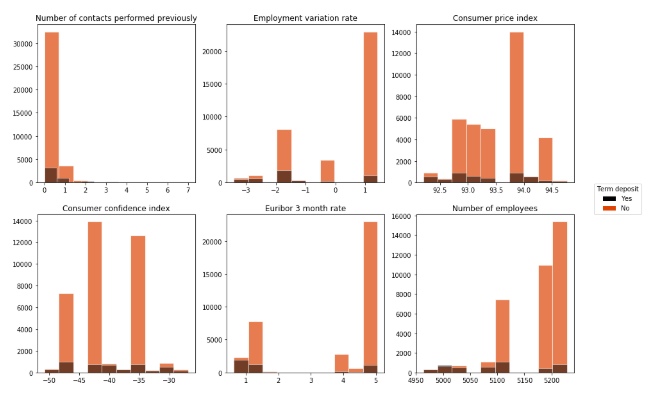 Number of contacts performed previously
30000
25000
20000
15000
10000
5000
0
0 1 2 3 4 5 6 7
Employment variation rate
20000
15000
10000
5000
0
−3 −2 −1 0 1
Consumer price index
14000
12000
10000
8000
6000
4000
2000
0
92.5 93.0 93.5 94.0 94.5
Consumer confidence index
14000
12000
10000
8000
6000
4000
2000
0
−50 −45 −40 −35 −30
Euribor 3 month rate
20000
15000
10000
5000
0
1 2 3 4 5
Number of employees
16000
14000
12000
10000
8000
6000
4000
2000
0
4950 5000 5050 5100 5150 5200
Term deposit
Yes
No